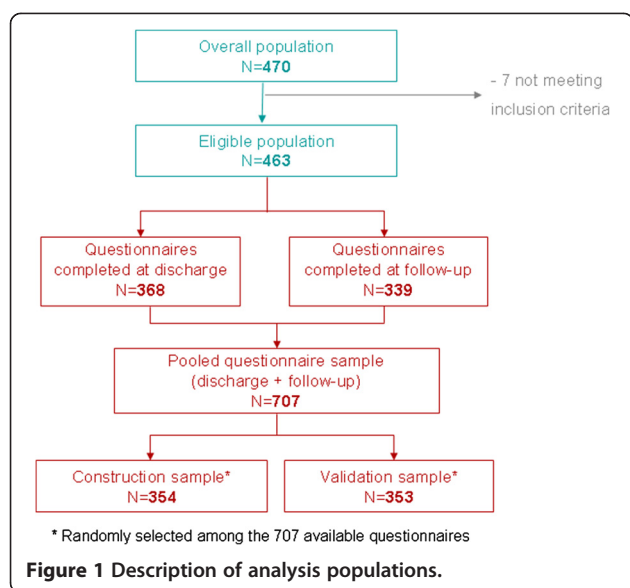 Overall population
N=470
- 7 not meeting
inclusion criteria
Eligible population
N=463
Questionnaires
completed at discharge
N=368
Questionnaires
completed at follow-up
N=339
Pooled questionnaire sample
(discharge + follow-up)
N=707
Construction sample*
N=354
Validation sample*
N=353
* Randomly selected among the 707 available questionnaires
Figure 1 Description of analysis populations.